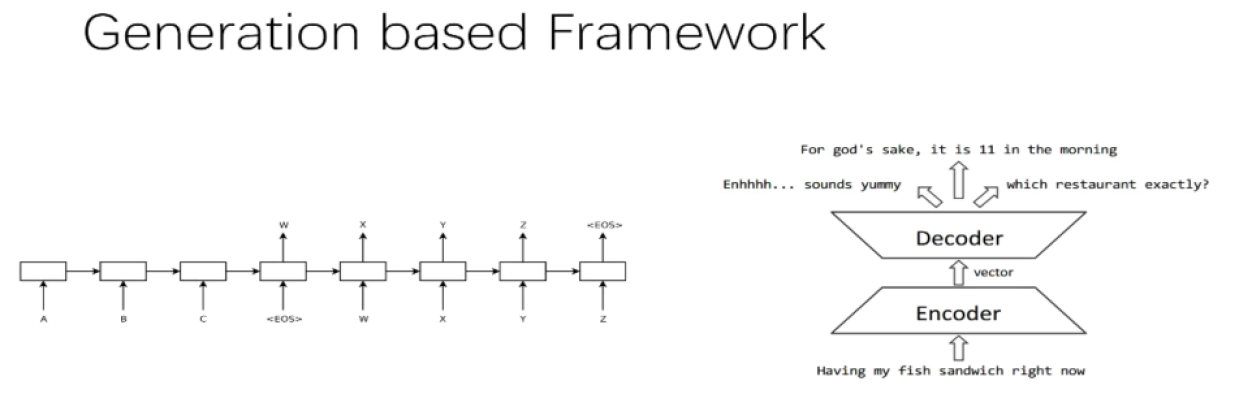 Generation based Framework
For god's sake, it is 11 in the morning
Enhhhh... sounds yummy
which restaurant exactly?
W X Y Z <EOS>
Decoder
vector
A B C <EOS> W X Y Z
Encoder
Having my fish sandwich right now